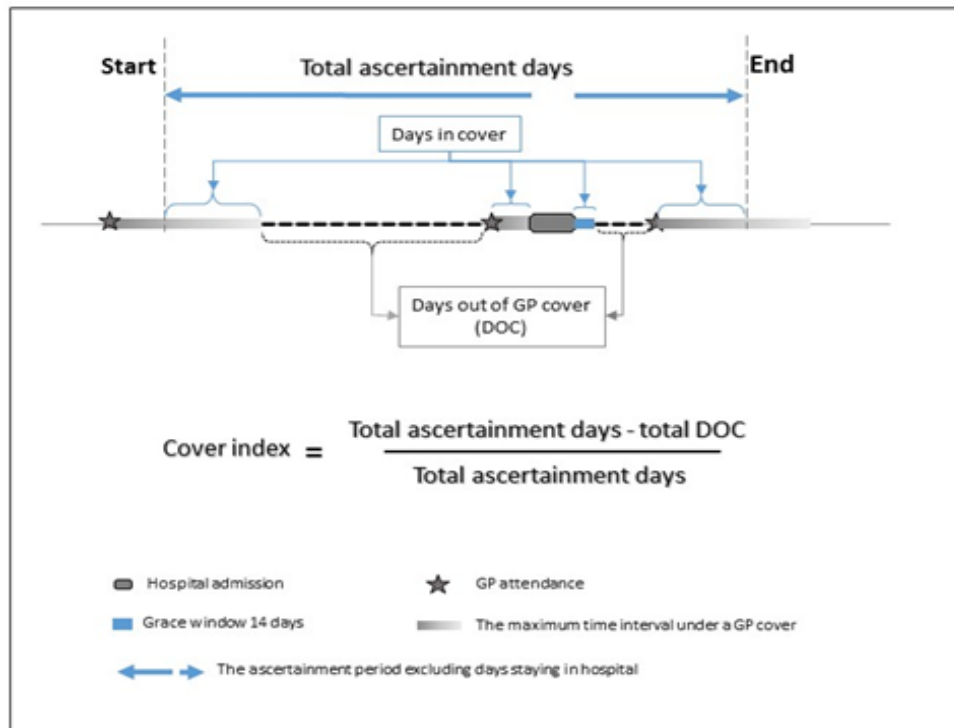 Start
Total ascertainment days
End
Days in cover
Days out of GP cover
(DOC)
Cover index = Total ascertainment days - total DOC
Total ascertainment days
Hospital admission
GP attendance
Grace window 14 days
The maximum time interval under a GP cover
The ascertainment period excluding days staying in hospital